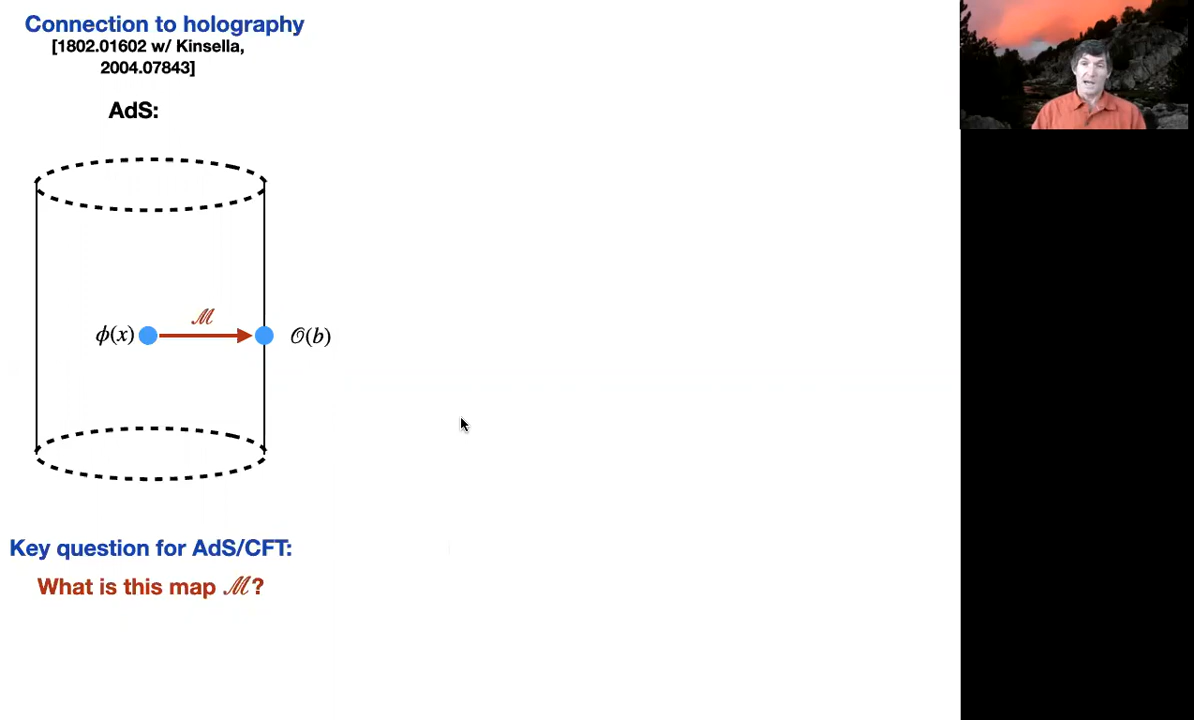 Connection to holography
[1802.01602 w/ Kinsella,
2004.07843]
AdS:
ℳ
ϕ(x)
𝒪(b)
Key question for AdS/CFT:
What is this map ℳ?